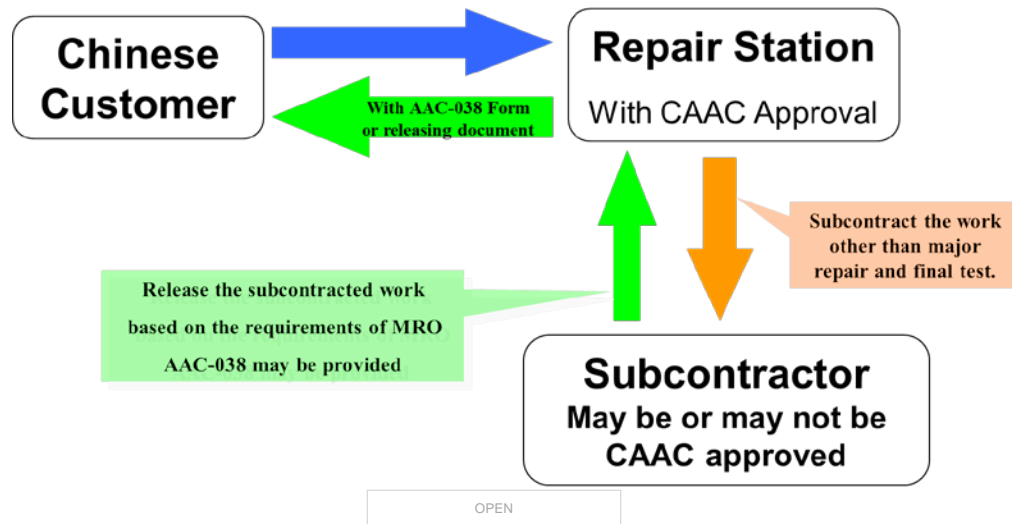 Chinese
Customer
Repair Station
With CAAC Approval
With AAC-038 Form
or releasing document
Subcontract the work
other than major
repair and final test.
Release the subcontracted work
based on the requirements of MRO
AAC-038 may be provided
Subcontractor
May be or may not be
CAAC approved
OPEN